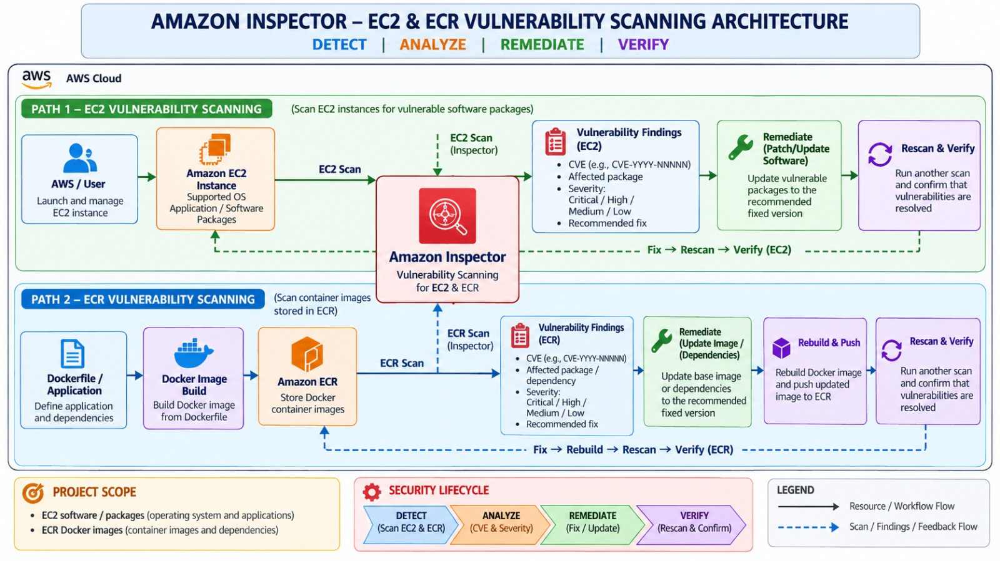 AMAZON INSPECTOR – EC2 & ECR VULNERABILITY SCANNING ARCHITECTURE
DETECT | ANALYZE | REMEDIATE | VERIFY
aws
AWS Cloud
PATH 1 – EC2 VULNERABILITY SCANNING
(Scan EC2 instances for vulnerable software packages)
AWS / User
Launch and manage
EC2 instance
Amazon EC2
Instance
Supported OS
Application / Software
Packages
EC2 Scan
EC2 Scan
(Inspector)
Amazon Inspector
Vulnerability Scanning
for EC2 & ECR
Vulnerability Findings
(EC2)
• CVE (e.g., CVE-YYYY-NNNNN)
• Affected package
• Severity:
Critical / High /
Medium / Low
• Recommended fix
Remediate
(Patch/Update
Software)
Update vulnerable
packages to the
recommended
fixed version
Rescan & Verify
Run another scan
and confirm that
vulnerabilities are
resolved
Fix → Rescan → Verify (EC2)
PATH 2 – ECR VULNERABILITY SCANNING
(Scan container images
stored in ECR)
Dockerfile /
Application
Define application
and dependencies
Docker Image
Build
Build Docker image
from Dockerfile
Amazon ECR
Store Docker
container images
ECR Scan
ECR Scan
(Inspector)
Vulnerability Findings
(ECR)
• CVE (e.g., CVE-YYYY-NNNNN)
• Affected package /
dependency
• Severity:
Critical / High /
Medium / Low
• Recommended fix
Remediate
(Update Image /
(Dependencies)
Update base image
or dependencies
to the recommended
fixed version
Rebuild & Push
Rebuild Docker image
and push updated
image to ECR
Rescan & Verify
Run another scan
and confirm that
vulnerabilities are
resolved
Fix → Rebuild → Rescan → Verify (ECR)
PROJECT SCOPE
• EC2 software / packages (operating system and applications)
• ECR Docker images (container images and dependencies)
SECURITY LIFECYCLE
DETECT
(Scan EC2 & ECR)
ANALYZE
(CVE & Severity)
REMEDIATE
(Fix / Update)
VERIFY
(Rescan & Confirm)
LEGEND
Resource / Workflow Flow
Scan / Findings / Feedback Flow